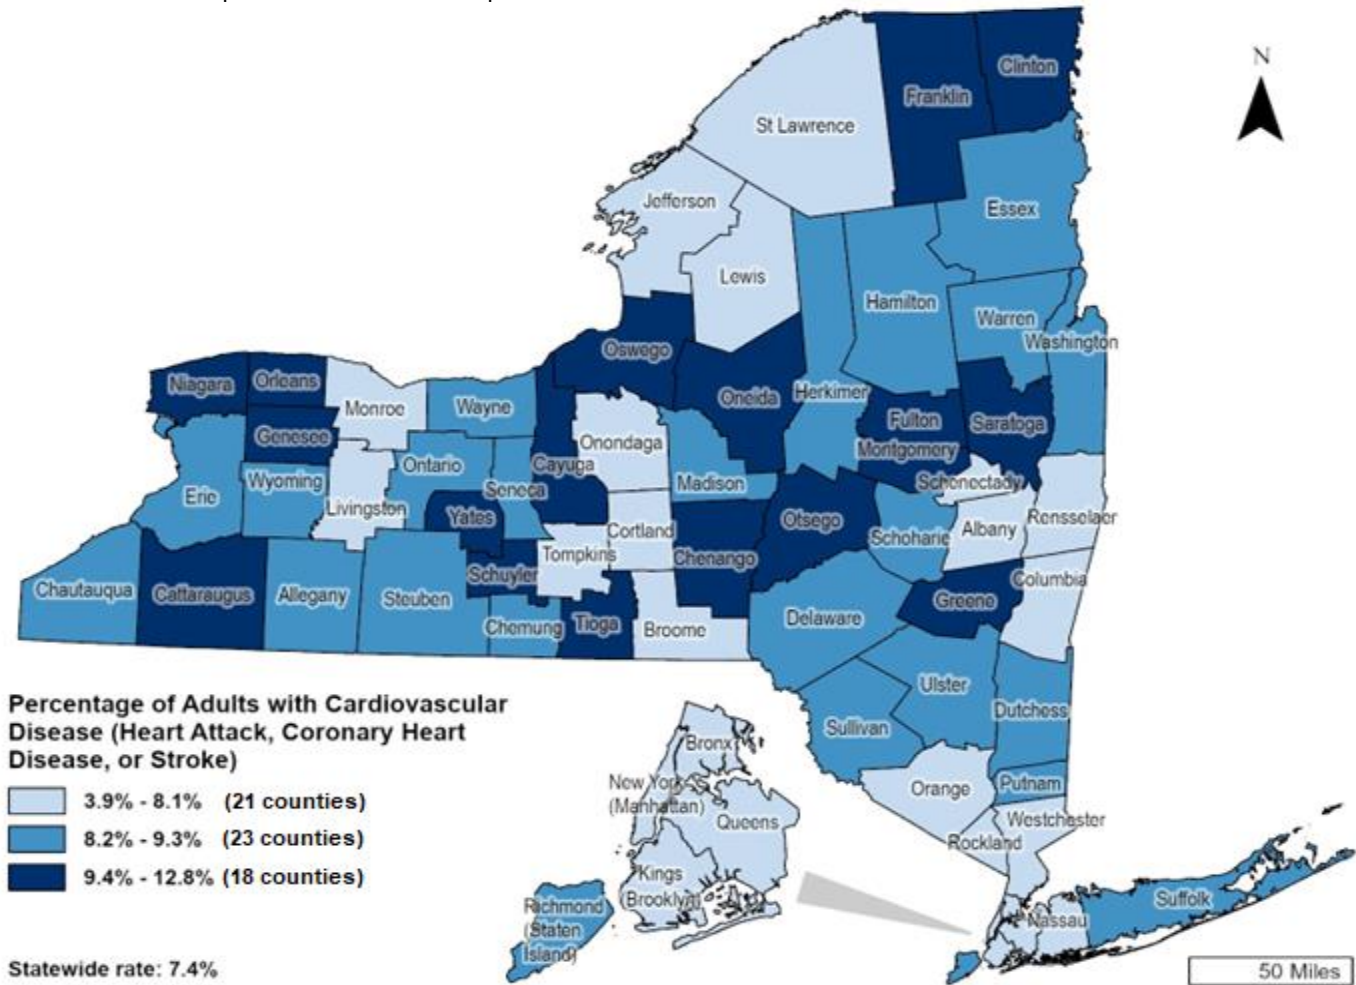 N
Clinton
Franklin
St Lawrence
Jefferson
Essex
Lewis
Hamilton
Warren
Washington
Oswego
Oneida
Herkimer
Niagara
Orleans
Monroe
Wayne
Fulton
Saratoga
Genesee
Onondaga
Montgomery
Ontario
Cayuga
Wyoming
Seneca
Madison
Schenectady
Erie
Livingston
Yates
Otsego
Rensselaer
Cortland
Albany
Schoharie
Tompkins
Chenango
Schuyler
Columbia
Chautauqua
Cattaraugus
Allegany
Steuben
Greene
Chemung
Tioga
Broome
Delaware
Ulster
Dutchess
Sullivan
Percentage of Adults with Cardiovascular
Disease (Heart Attack, Coronary Heart
Disease, or Stroke)
3.9% - 8.1% (21 counties)
8.2% - 9.3% (23 counties)
9.4% - 12.8% (18 counties)
Statewide rate: 7.4%
Bronx
New York
(Manhattan)
Queens
Kings
(Brooklyn)
Richmond
(Staten
Island)
Orange
Putnam
Westchester
Rockland
Nassau
Suffolk
50 Miles